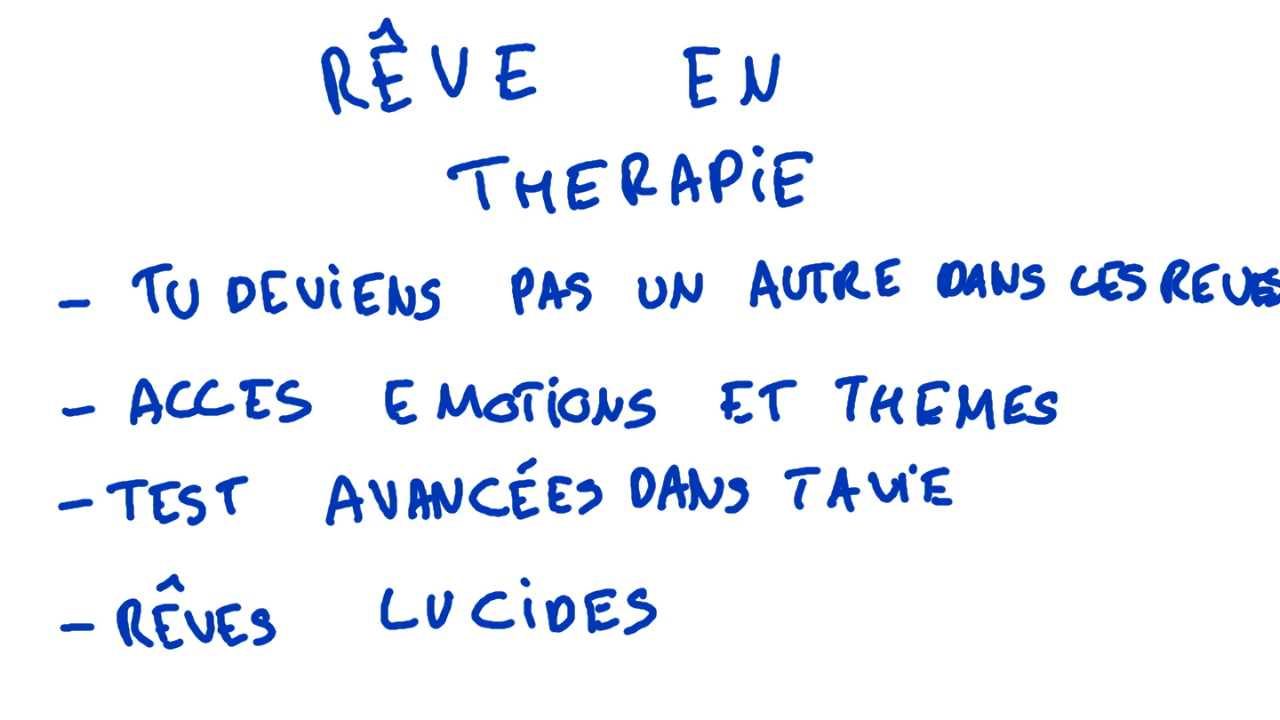 RÊVE EN
THERAPiE
- TU DEViENS PAS UN AUTRE DANS CES REVES
- ACCES EMOTiONS ET THEMES
- TEST AVANCÉES DANS TA ViE
- RÊVES LUCiDES